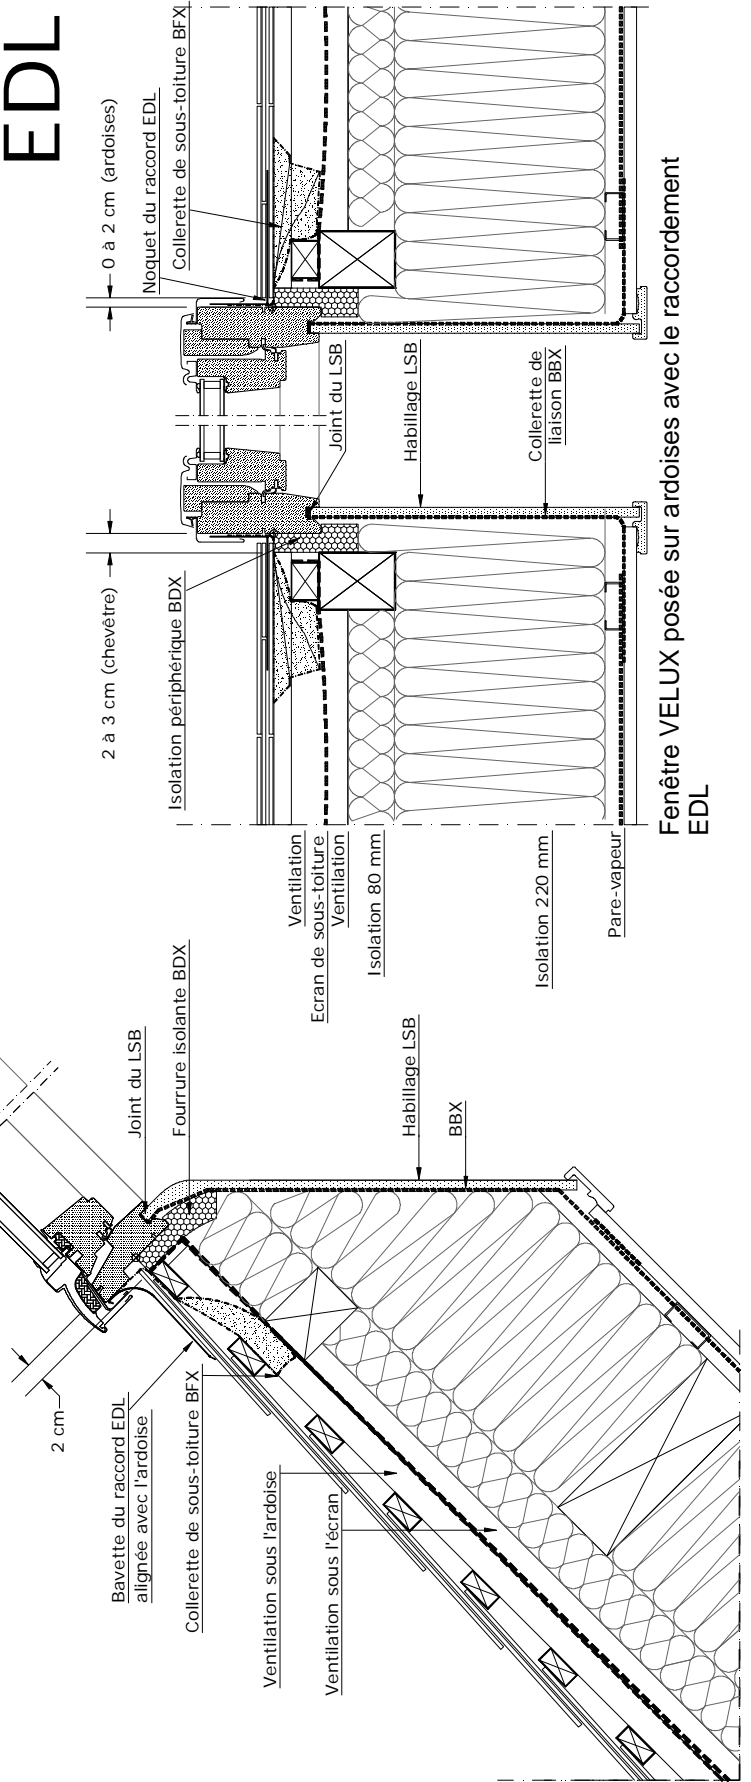 EDL
Bavette du raccord EDL
alignée avec l'ardoise
2 cm
Collerette de sous-toiture BFX
Ventilation sous l'ardoise
Ventilation sous l'écran
Joint du LSB
Fourrure isolante BDX
Habillage LSB
BBX
Ventilation
Ecran de sous-toiture
Ventilation
Isolation 80 mm
Isolation 220 mm
Pare-vapeur
2 à 3 cm (chevêtre)
Isolation périphérique BDX
0 à 2 cm (ardoises)
Noquet du raccord EDL
Collerette de sous-toiture BFX
Joint du LSB
Habillage LSB
Collerette de
liaison BBX
Fenêtre VELUX posée sur ardoises avec le raccordement
EDL